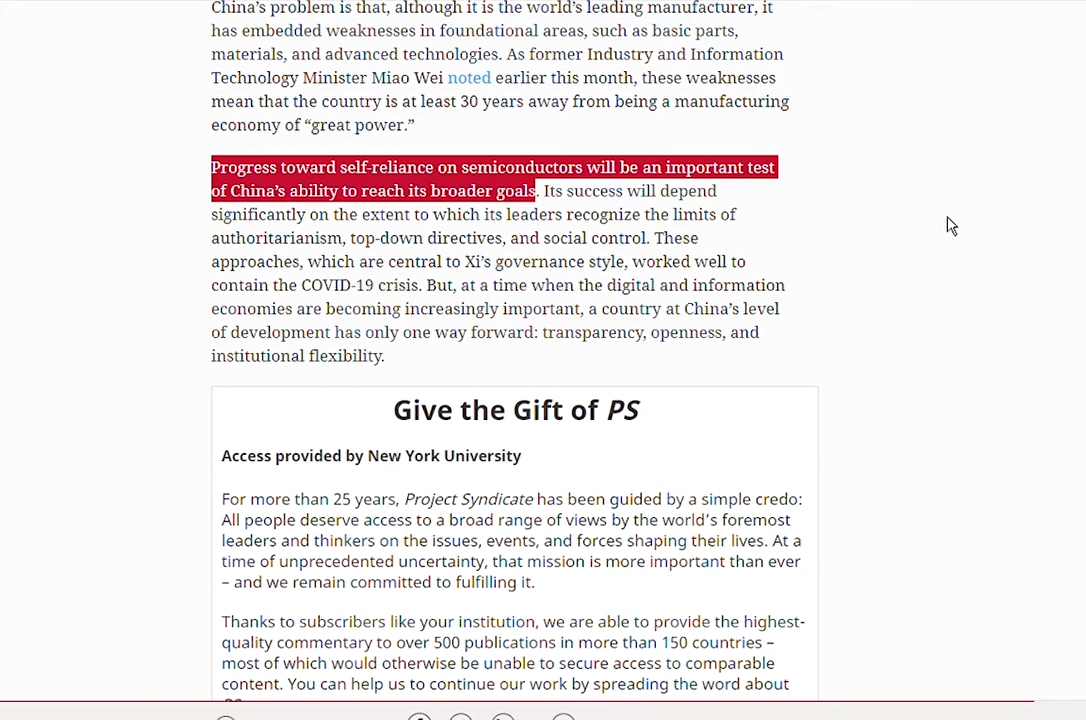 China’s problem is that, although it is the world’s leading manufacturer, it
has embedded weaknesses in foundational areas, such as basic parts,
materials, and advanced technologies. As former Industry and Information
Technology Minister Miao Wei noted earlier this month, these weaknesses
mean that the country is at least 30 years away from being a manufacturing
economy of “great power.”
Progress toward self-reliance on semiconductors will be an important test
of China’s ability to reach its broader goals. Its success will depend
significantly on the extent to which its leaders recognize the limits of
authoritarianism, top-down directives, and social control. These
approaches, which are central to Xi’s governance style, worked well to
contain the COVID-19 crisis. But, at a time when the digital and information
economies are becoming increasingly important, a country at China’s level
of development has only one way forward: transparency, openness, and
institutional flexibility.
Give the Gift of PS
Access provided by New York University
For more than 25 years, Project Syndicate has been guided by a simple credo:
All people deserve access to a broad range of views by the world’s foremost
leaders and thinkers on the issues, events, and forces shaping their lives. At a
time of unprecedented uncertainty, that mission is more important than ever
– and we remain committed to fulfilling it.
Thanks to subscribers like your institution, we are able to provide the highest-
quality commentary to over 500 publications in more than 150 countries –
most of which would otherwise be unable to secure access to comparable
content. You can help us to continue our work by spreading the word about